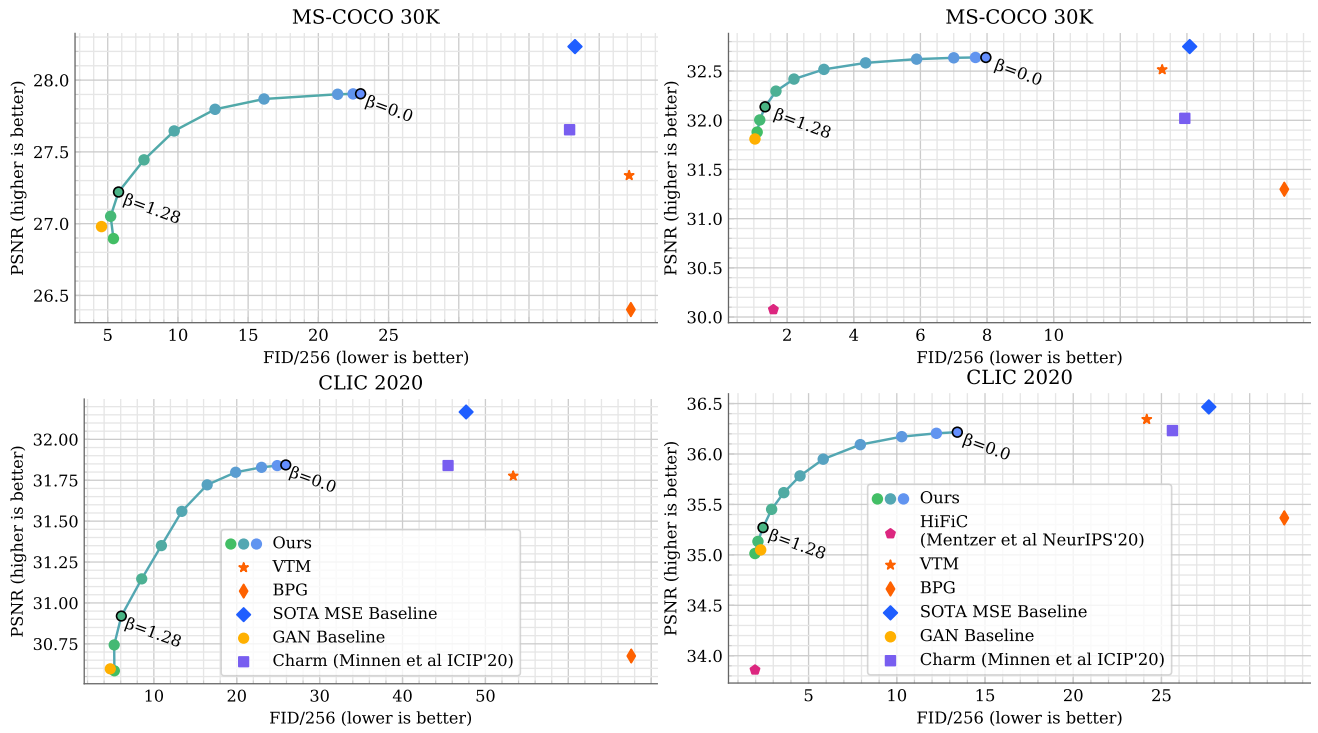 MS-COCO 30K
PSNR (higher is better)
28.0
27.5
27.0
26.5
β=0.0
β=1.28
5 10 15 20 25
FID/256 (lower is better)
MS-COCO 30K
PSNR (higher is better)
32.5
32.0
31.5
31.0
30.5
30.0
β=0.0
β=1.28
2 4 6 8 10
FID/256 (lower is better)
CLIC 2020
PSNR (higher is better)
32.00
31.75
31.50
31.25
31.00
30.75
β=0.0
β=1.28
Ours
VTM
BPG
SOTA MSE Baseline
GAN Baseline
Charm (Minnen et al ICIP'20)
10 20 30 40 50
FID/256 (lower is better)
CLIC 2020
PSNR (higher is better)
36.5
36.0
35.5
35.0
34.5
34.0
β=0.0
β=1.28
Ours
HiFiC
(Mentzer et al NeurIPS'20)
VTM
BPG
SOTA MSE Baseline
GAN Baseline
Charm (Minnen et al ICIP'20)
5 10 15 20 25
FID/256 (lower is better)